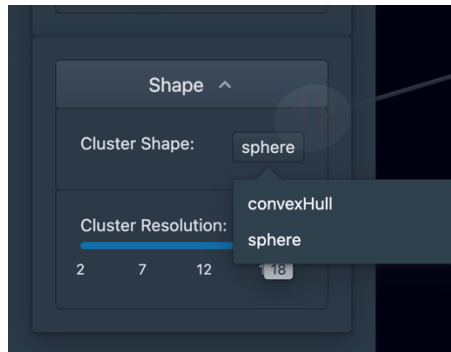 Shape
Cluster Shape:
sphere
convexHull
sphere
Cluster Resolution:
2 7 12 18